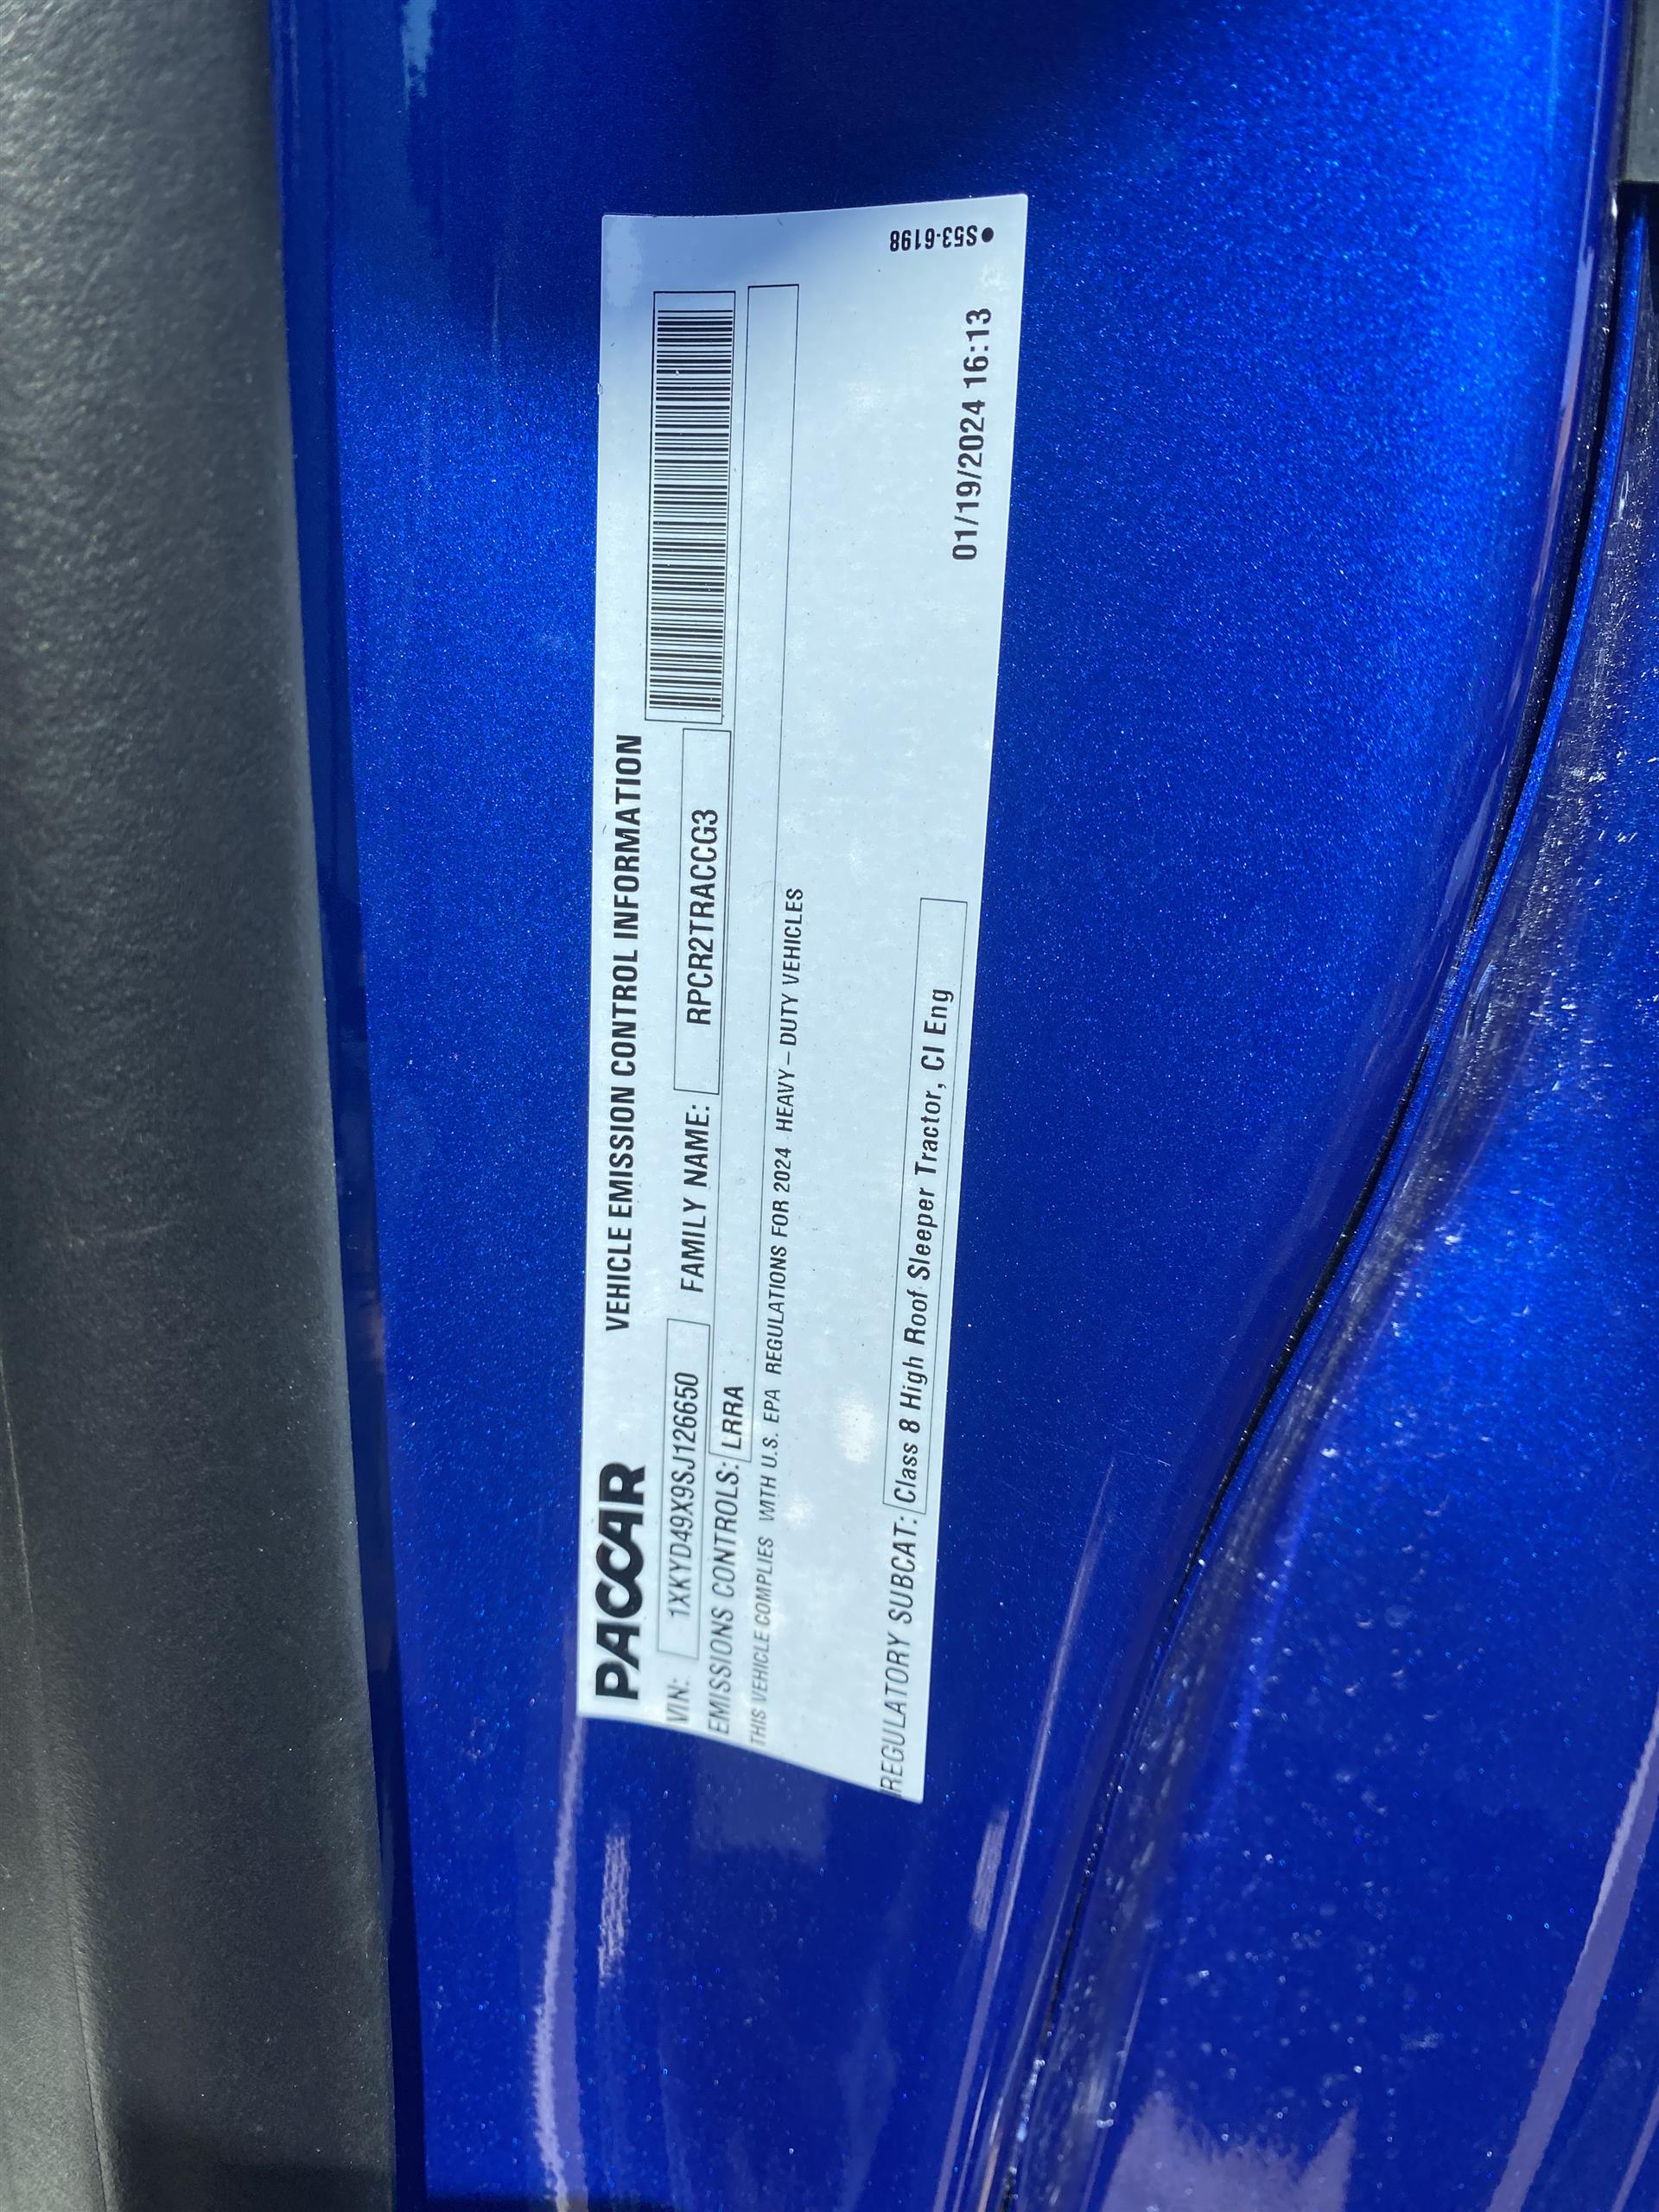 PACCAR VEHICLE EMISSION CONTROL INFORMATION
VIN: 1XKYD49X9SJ126650 FAMILY NAME: RPCR2TRACCG3
EMISSIONS CONTROLS: LRRA
THIS VEHICLE COMPLIES WITH U.S. EPA REGULATIONS FOR 2024 HEAVY – DUTY VEHICLES
REGULATORY SUBCAT: Class 8 High Roof Sleeper Tractor, CI Eng
01/19/2024 16:13
●S53-6198